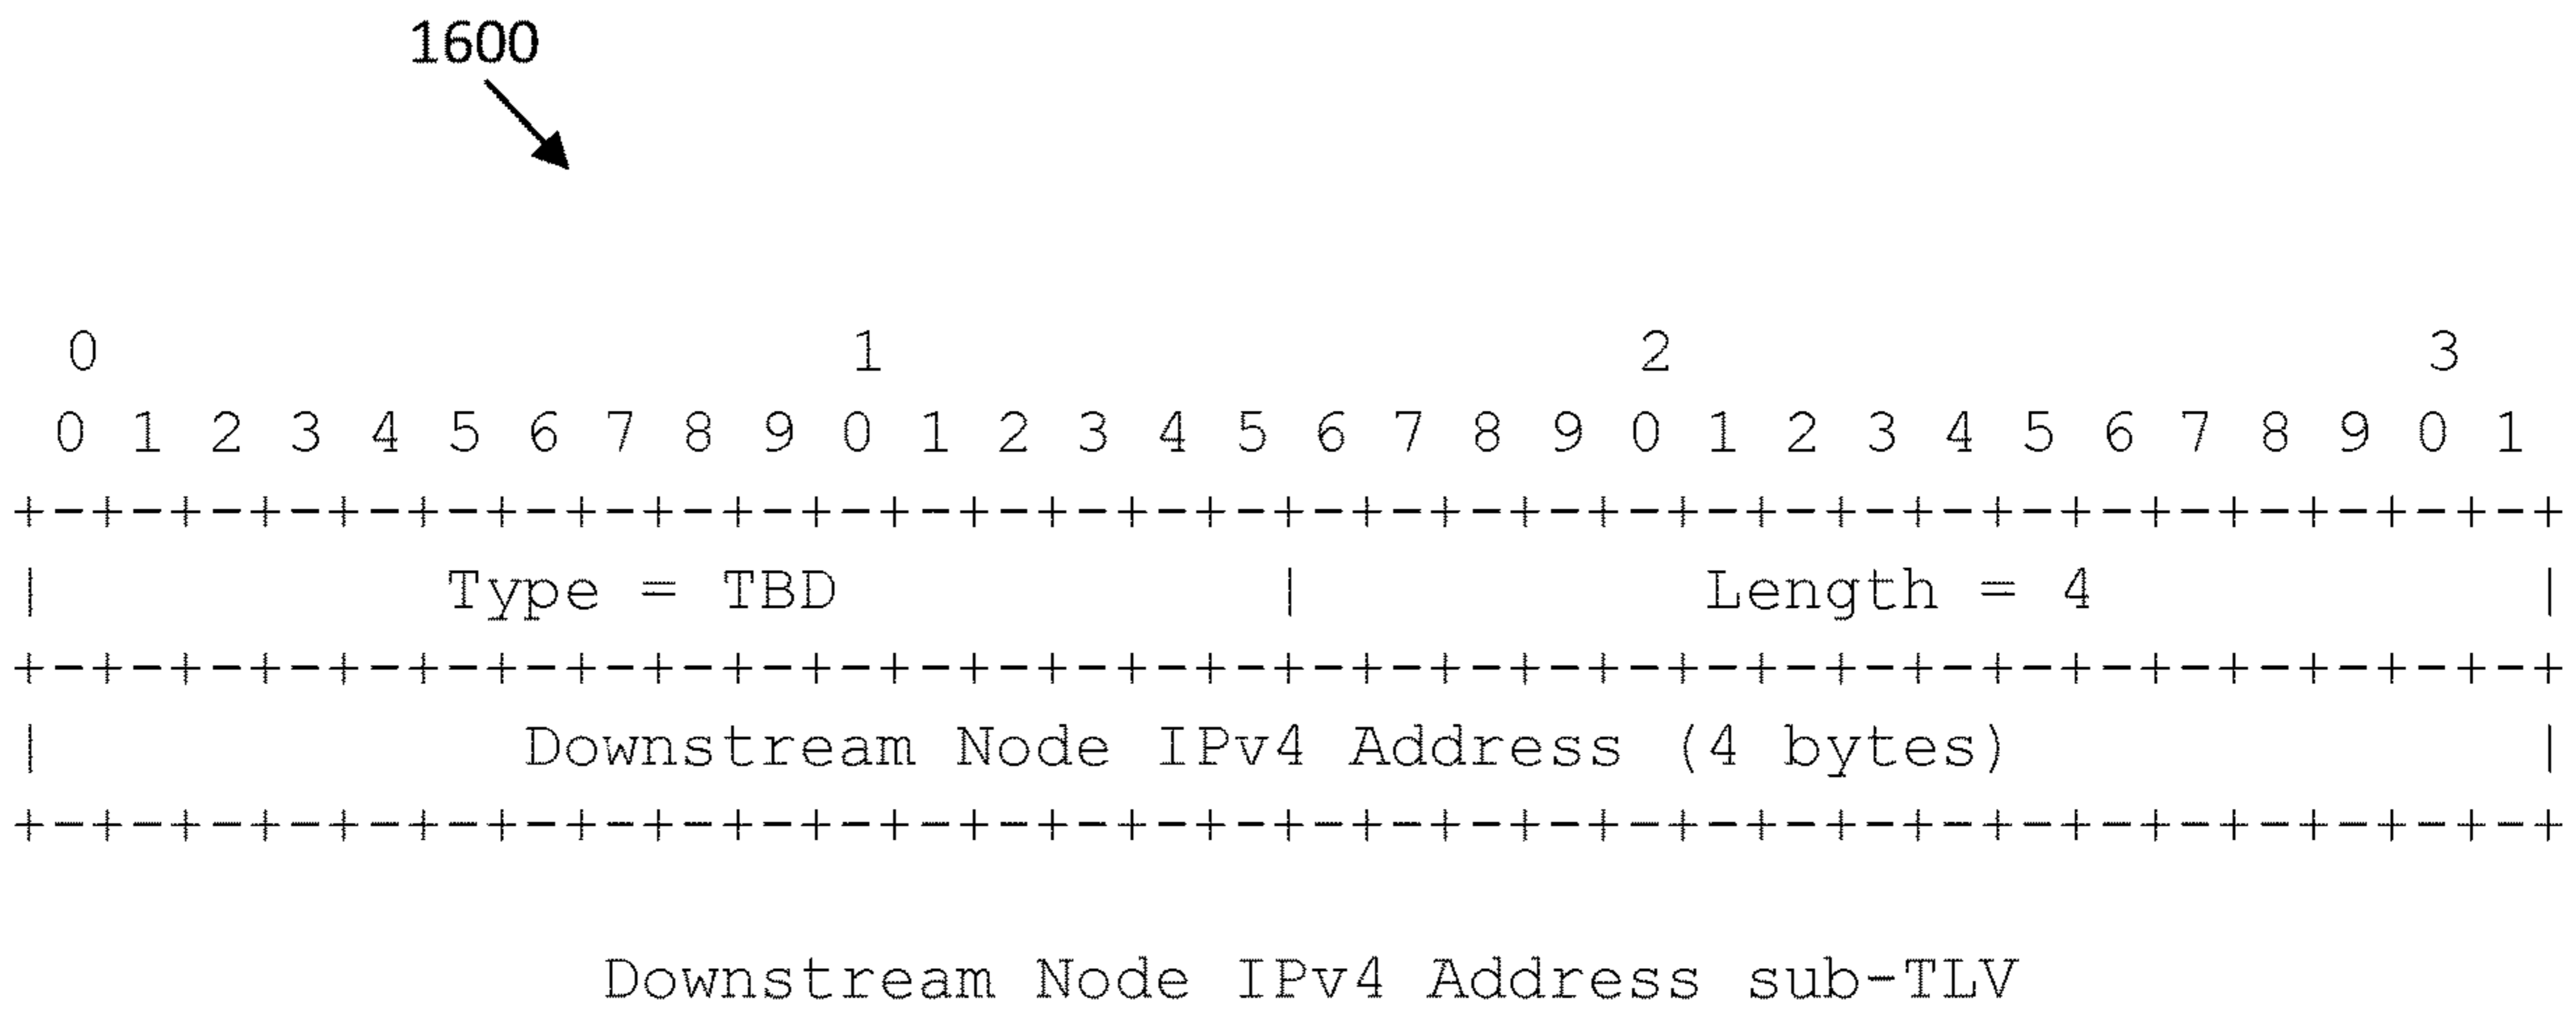 1600
0 1 2 3
0 1 2 3 4 5 6 7 8 9 0 1 2 3 4 5 6 7 8 9 0 1 2 3 4 5 6 7 8 9 0 1
+-+-+-+-+-+-+-+-+-+-+-+-+-+-+-+-+-+-+-+-+-+-+-+-+-+-+-+-+-+-+-+-+
| Type = TBD | Length = 4 |
+-+-+-+-+-+-+-+-+-+-+-+-+-+-+-+-+-+-+-+-+-+-+-+-+-+-+-+-+-+-+-+-+
| Downstream Node IPv4 Address (4 bytes) |
+-+-+-+-+-+-+-+-+-+-+-+-+-+-+-+-+-+-+-+-+-+-+-+-+-+-+-+-+-+-+-+-+
Downstream Node IPv4 Address sub-TLV